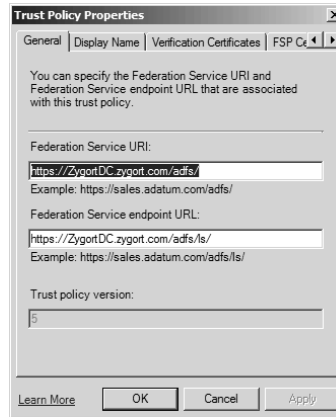 Trust Policy Properties
General
Display Name
Verification Certificates
FSP Ce
You can specify the Federation Service URI and
Federation Service endpoint URL that are associated
with this trust policy.
Federation Service URI:
https://ZygortDC.zygort.com/adfs/
Example: https://sales.adatum.com/adfs/
Federation Service endpoint URL:
https://ZygortDC.zygort.com/adfs/ls/
Example: https://sales.adatum.com/adfs/ls/
Trust policy version:
5
Learn More
OK
Cancel
Apply